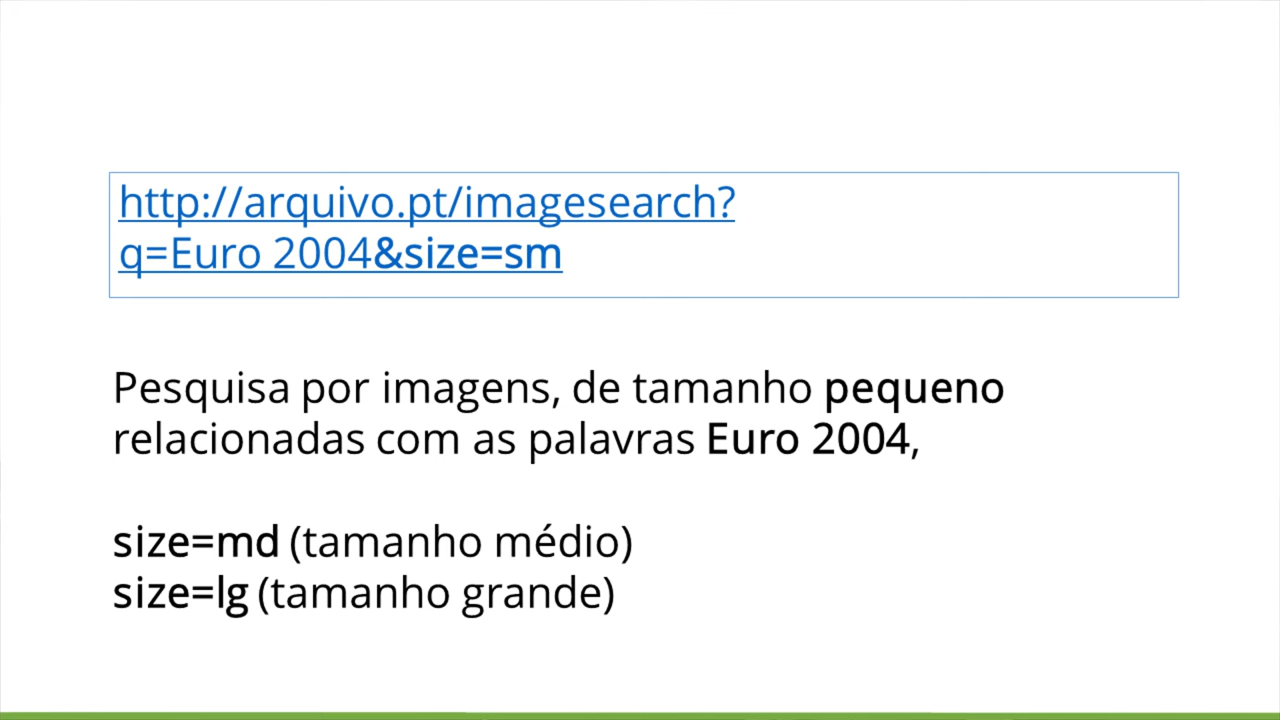 http://arquivo.pt/imagesearch?
q=Euro 2004&size=sm
Pesquisa por imagens, de tamanho pequeno
relacionadas com as palavras Euro 2004,
size=md (tamanho médio)
size=lg (tamanho grande)